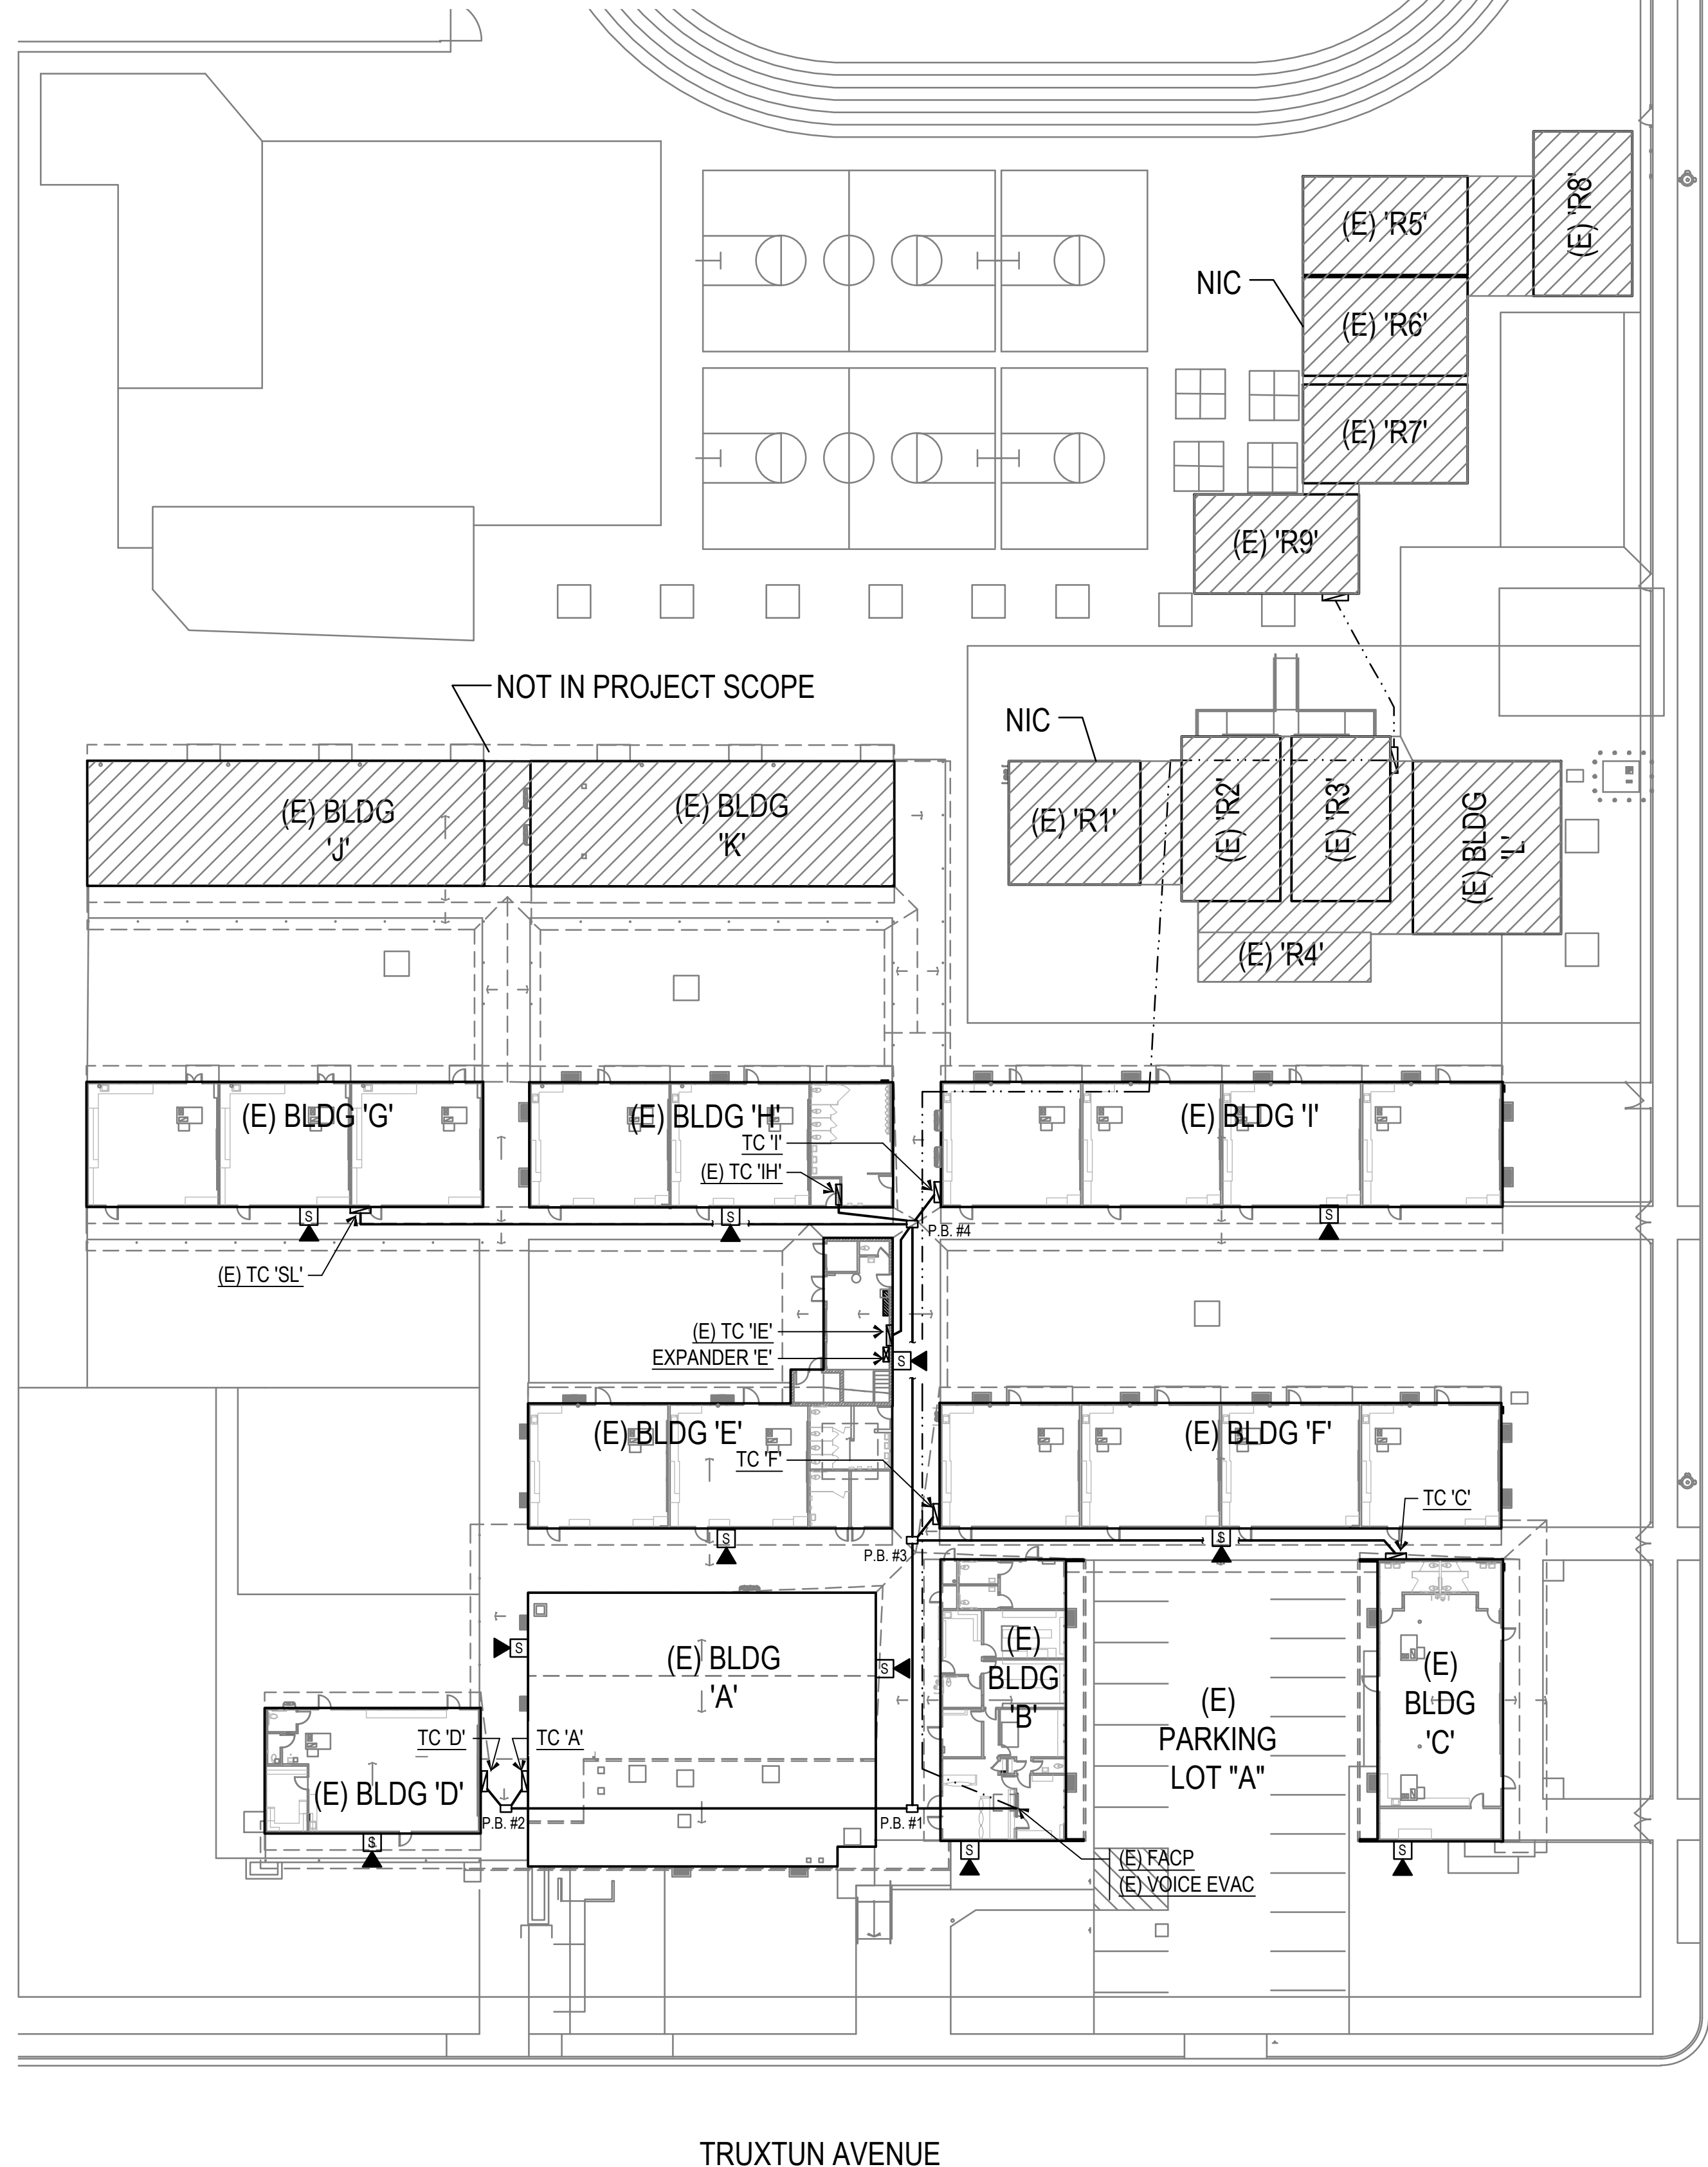 (E) 'R8'
(E) 'R5'
NIC
(E) 'R6'
(E) 'R7'
(E) 'R9'
NOT IN PROJECT SCOPE
NIC
(E) BLDG
'J'
(E) BLDG
'K'
(E) 'R1'
(E) 'R2'
(E) 'R3'
(E) BLDG
'L'
(E) 'R4'
(E) BLDG 'G'
(E) BLDG 'H'
(E) BLDG 'I'
TC 'I'
(E) TC 'IH'
S
S
S
P.B. #4
(E) TC 'SL'
(E) TC 'IE'
EXPANDER 'E'
S
(E) BLDG 'E'
(E) BLDG 'F'
TC 'F'
TC 'C'
S
S
P.B. #3
(E) BLDG
'A'
S
S
(E)
BLDG
'B'
(E)
PARKING
LOT "A"
(E)
BLDG
'C'
TC 'D'
TC 'A'
(E) BLDG 'D'
P.B. #2
P.B. #1
S
S
S
(E) FACP
(E) VOICE EVAC
TRUXTUN AVENUE